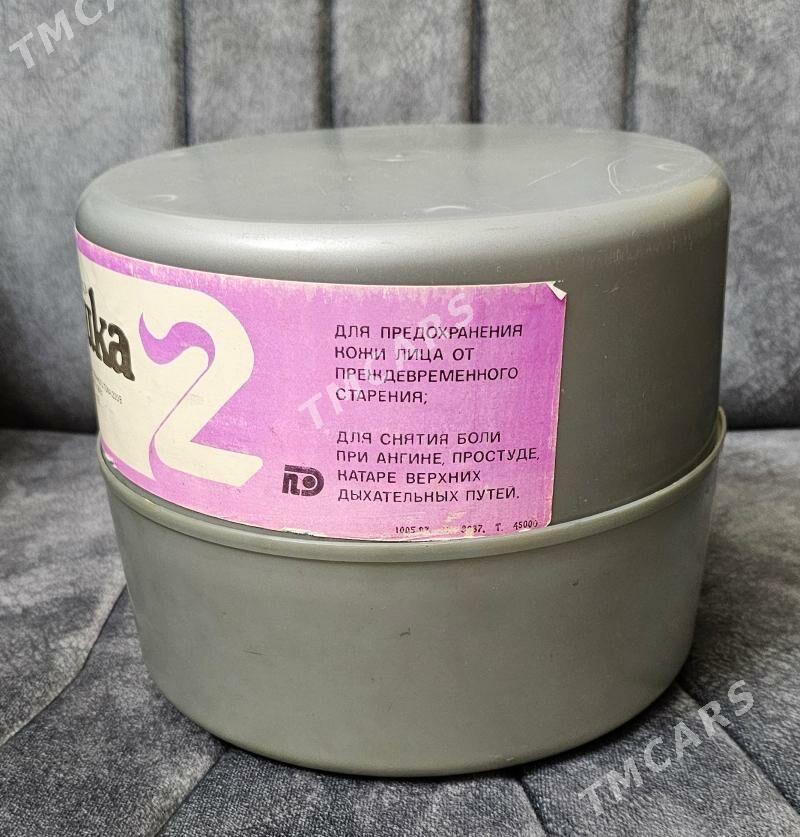 TMCARS
2
ДЛЯ ПРЕДОХРАНЕНИЯ
КОЖИ ЛИЦА ОТ
ПРЕЖДЕВРЕМЕННОГО
СТАРЕНИЯ;
TMCARS
ДЛЯ СНЯТИЯ БОЛИ
ПРИ АНГИНЕ, ПРОСТУДЕ,
КАТАРЕ ВЕРХНИХ
ДЫХАТЕЛЬНЫХ ПУТЕЙ.
Т. 45000
TMCARS